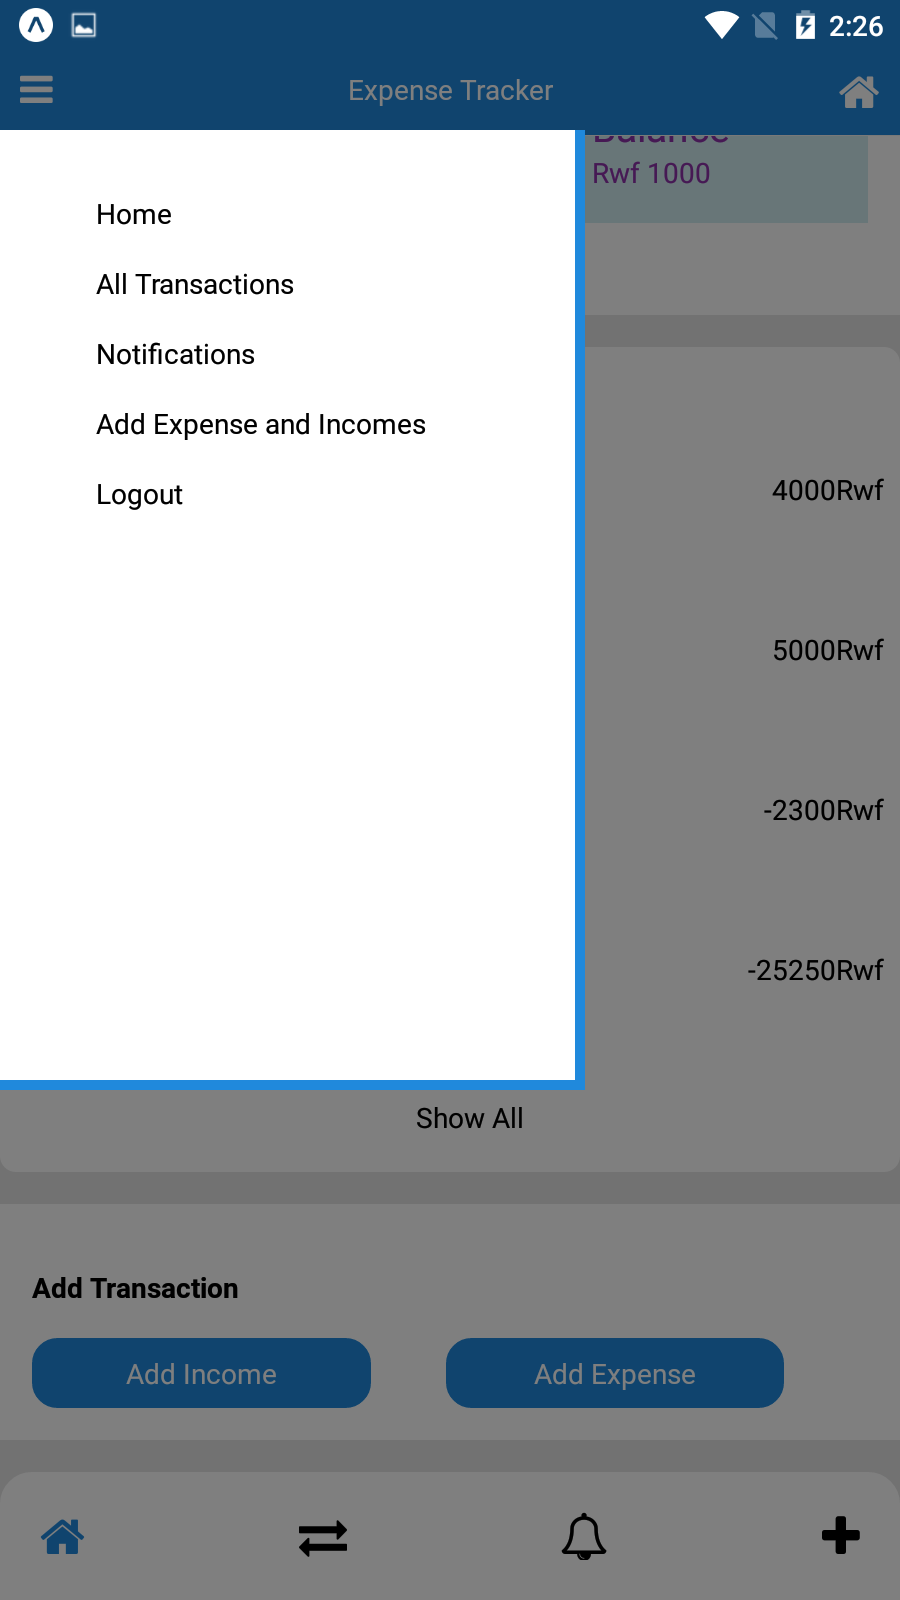 2:26
Expense Tracker
Balance
Rwf 1000
Home
All Transactions
Notifications
Add Expense and Incomes
Logout
4000Rwf
5000Rwf
-2300Rwf
-25250Rwf
Show All
Add Transaction
Add Income
Add Expense